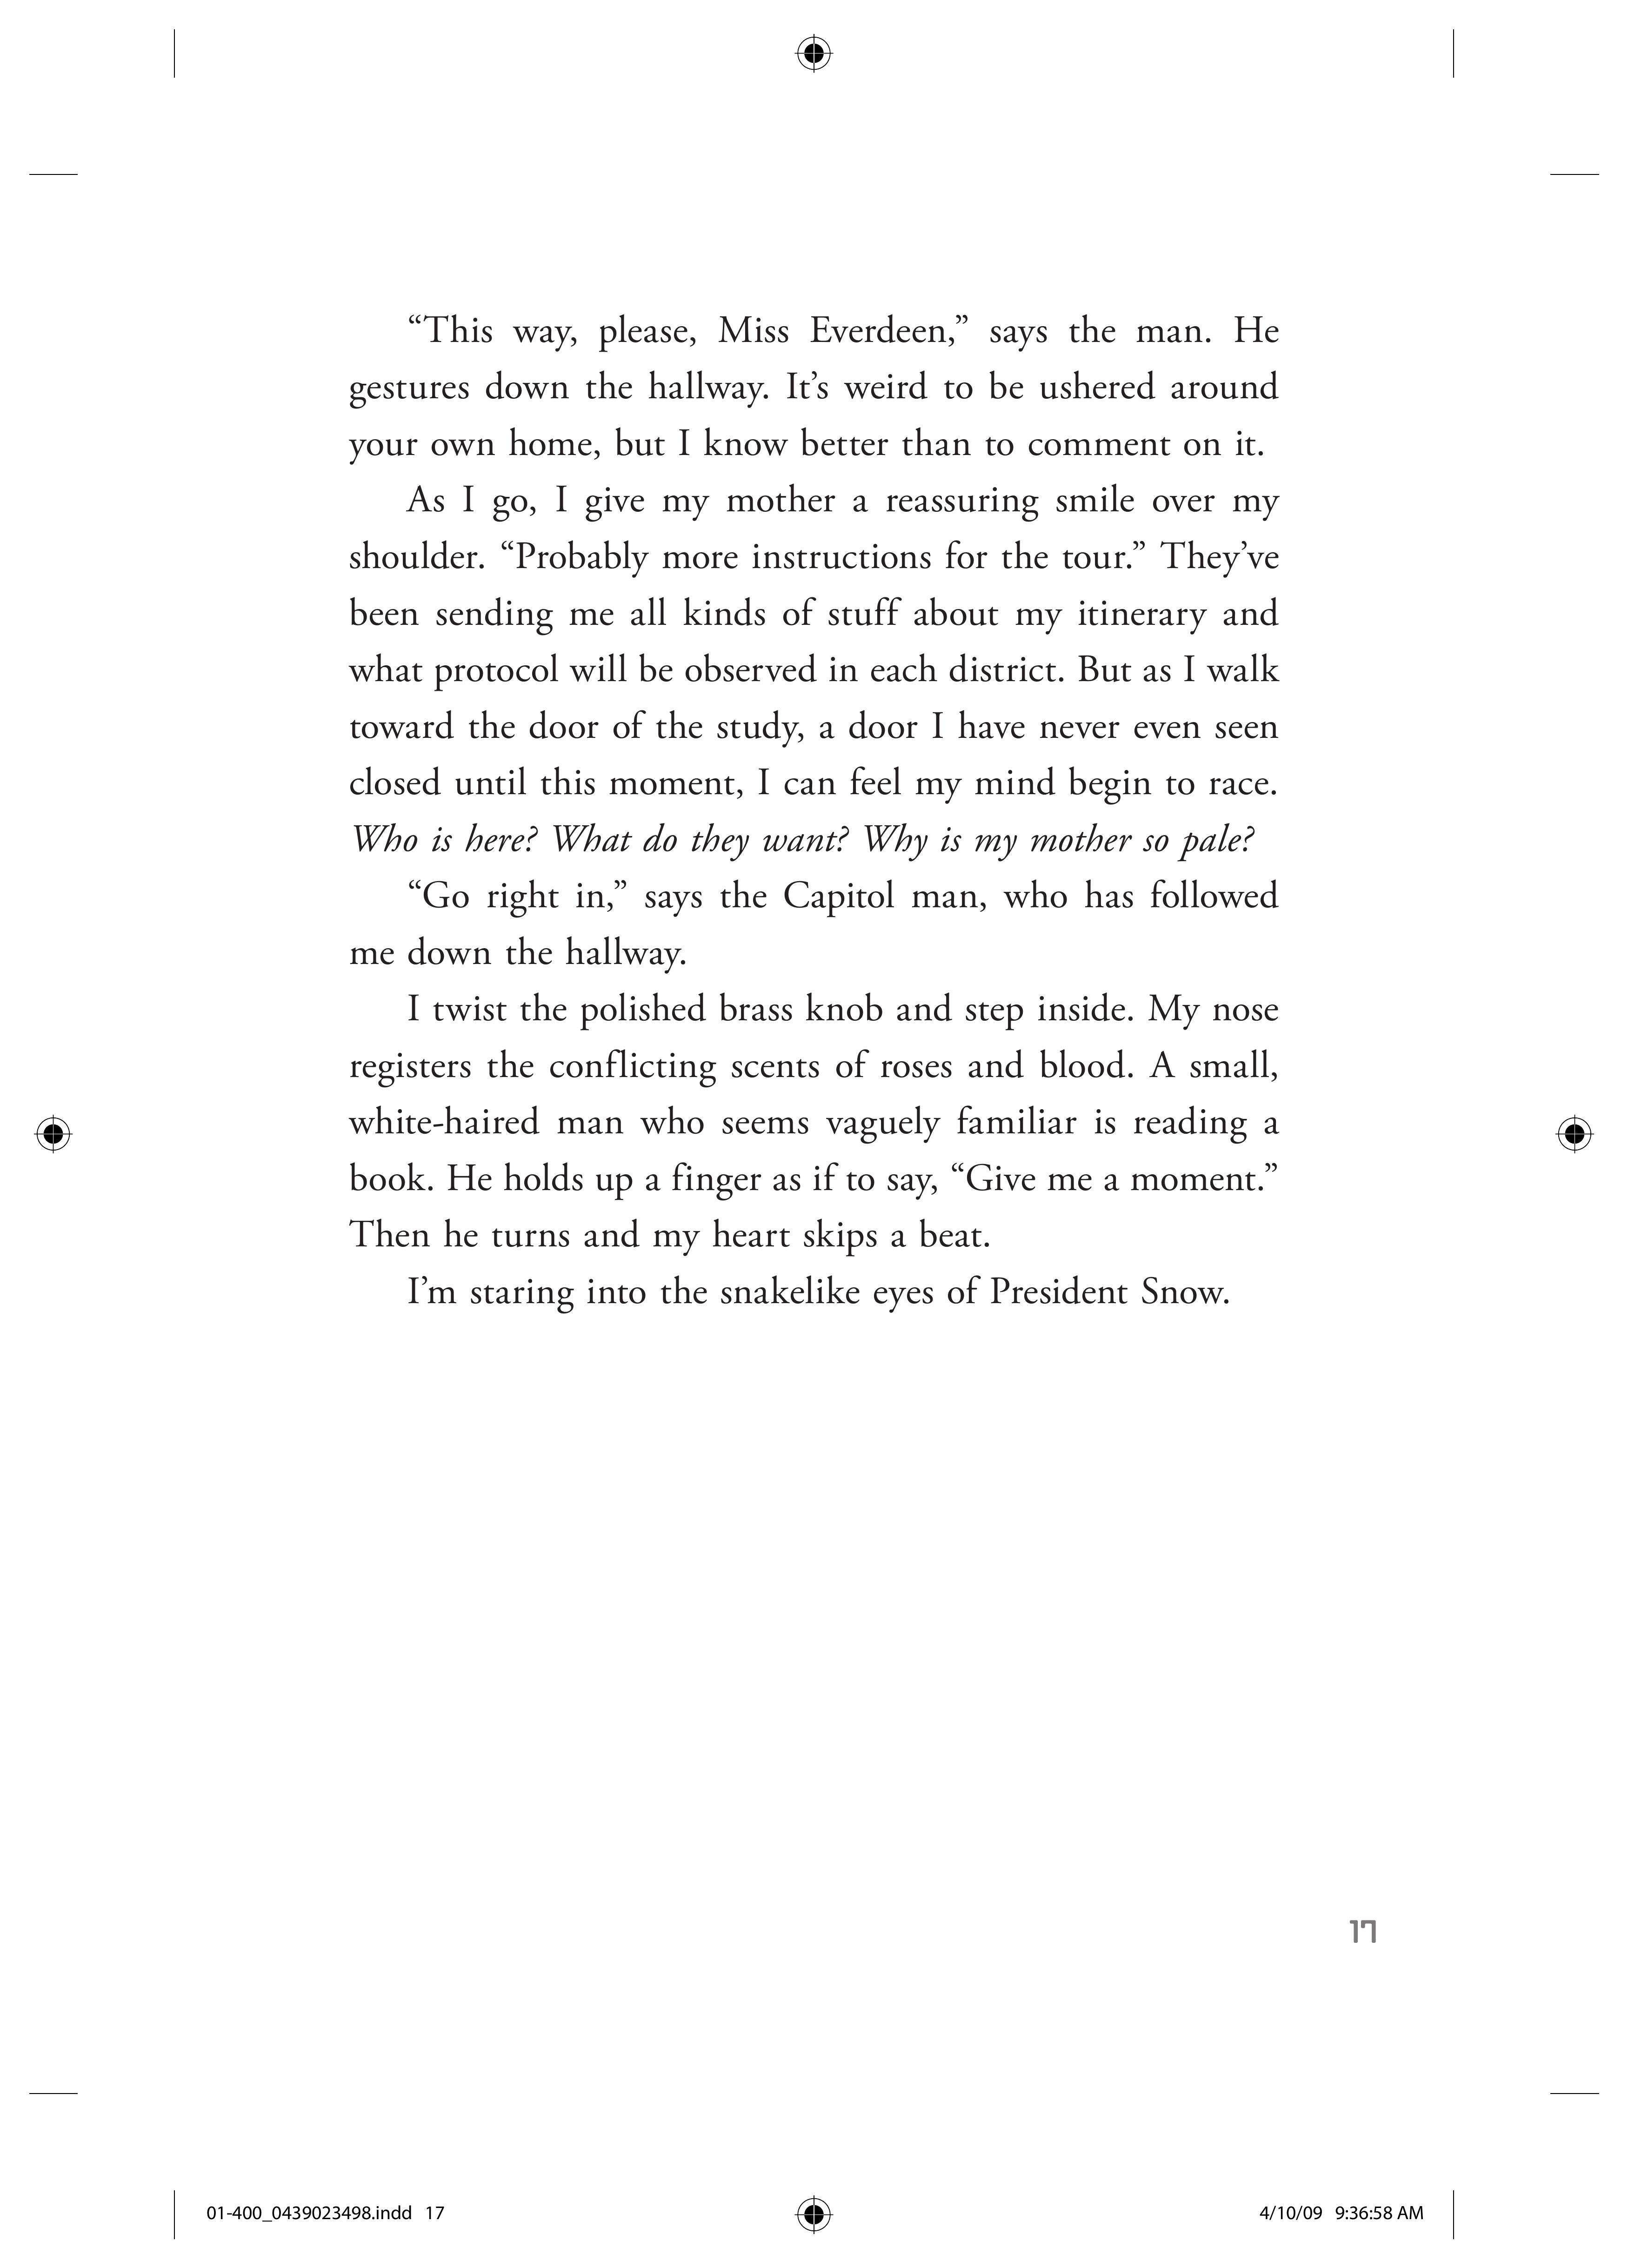 “This way, please, Miss Everdeen,” says the man. He
gestures down the hallway. It’s weird to be ushered around
your own home, but I know better than to comment on it.
As I go, I give my mother a reassuring smile over my
shoulder. “Probably more instructions for the tour.” They’ve
been sending me all kinds of stuff about my itinerary and
what protocol will be observed in each district. But as I walk
toward the door of the study, a door I have never even seen
closed until this moment, I can feel my mind begin to race.
Who is here? What do they want? Why is my mother so pale?
“Go right in,” says the Capitol man, who has followed
me down the hallway.
I twist the polished brass knob and step inside. My nose
registers the conflicting scents of roses and blood. A small,
white-haired man who seems vaguely familiar is reading a
book. He holds up a finger as if to say, “Give me a moment.”
Then he turns and my heart skips a beat.
I’m staring into the snakelike eyes of President Snow.
17
01-400_0439023498.indd 17
4/10/09 9:36:58 AM